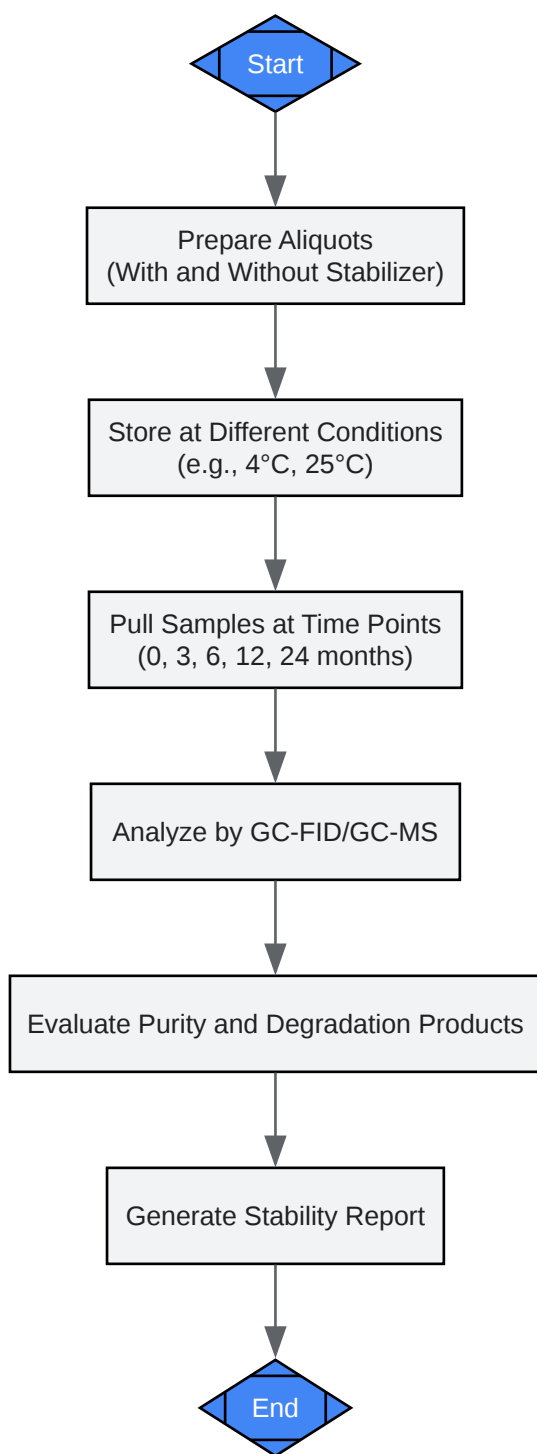 Start
Prepare Aliquots
(With and Without Stabilizer)
Store at Different Conditions
(e.g., 4°C, 25°C)
Pull Samples at Time Points
(0, 3, 6, 12, 24 months)
Analyze by GC-FID/GC-MS
Evaluate Purity and Degradation Products
Generate Stability Report
End